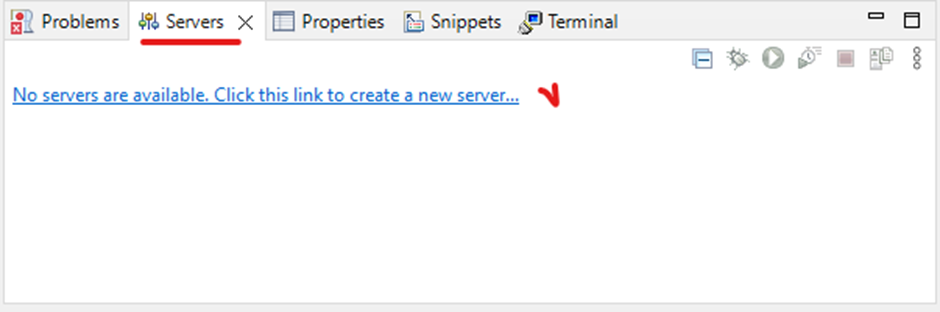 Problems Servers Properties Snippets Terminal
No servers are available. Click this link to create a new server...